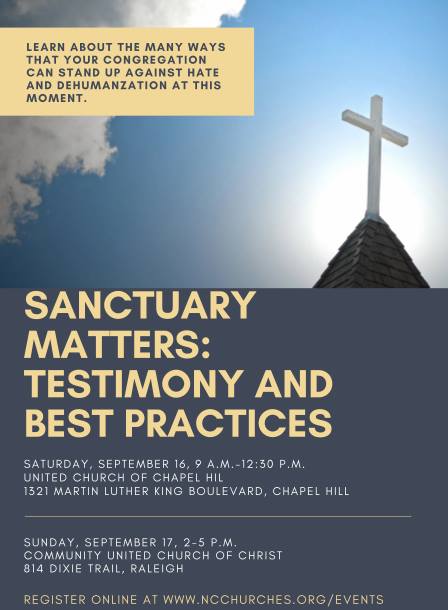 LEARN ABOUT THE MANY WAYS
THAT YOUR CONGREGATION
CAN STAND UP AGAINST HATE
AND DEHUMANZATION AT THIS
MOMENT.
SANCTUARY
MATTERS:
TESTIMONY AND
BEST PRACTICES
SATURDAY, SEPTEMBER 16, 9 A.M.-12:30 P.M.
UNITED CHURCH OF CHAPEL HIL
1321 MARTIN LUTHER KING BOULEVARD, CHAPEL HILL
SUNDAY, SEPTEMBER 17, 2-5 P.M.
COMMUNITY UNITED CHURCH OF CHRIST
814 DIXIE TRAIL, RALEIGH
REGISTER ONLINE AT WWW.NCCHURCHES.ORG/EVENTS